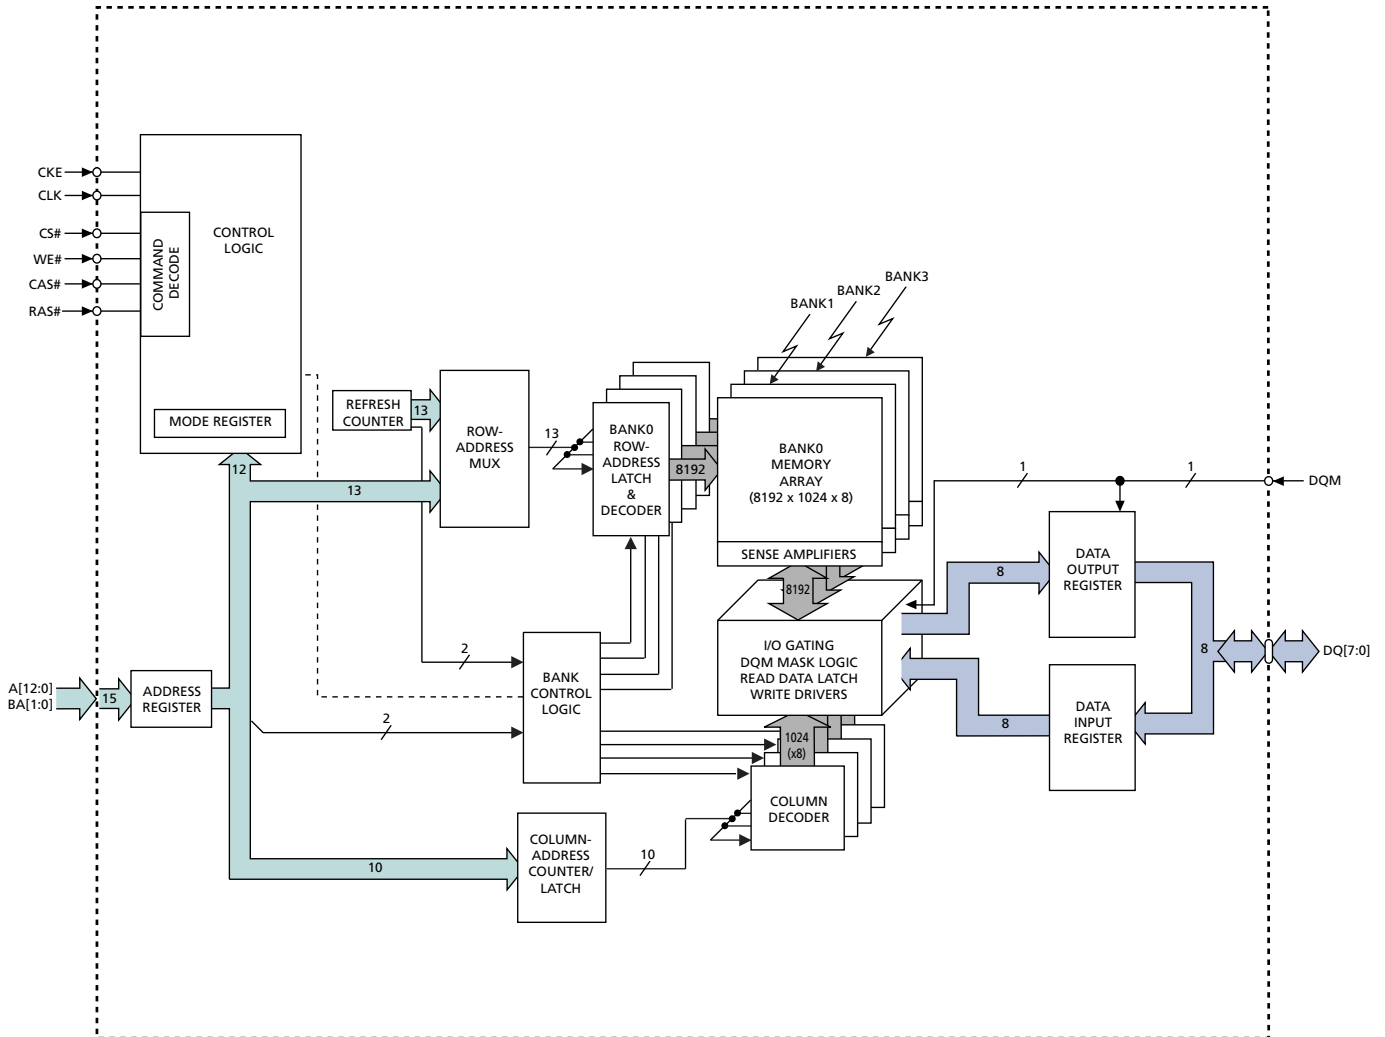 CKE
CLK
CS#
WE#
CAS#
RAS#
COMMAND
DECODE
CONTROL
LOGIC
MODE REGISTER
12
REFRESH
COUNTER
13
13
ROW-
ADDRESS
MUX
13
BANK0
ROW-
ADDRESS
LATCH
&
DECODER
8192
BANK1
BANK2
BANK3
BANK0
MEMORY
ARRAY
(8192 x 1024 x 8)
SENSE AMPLIFIERS
8192
I/O GATING
DQM MASK LOGIC
READ DATA LATCH
WRITE DRIVERS
1024
(x8)
COLUMN
DECODER
A[12:0]
BA[1:0]
15
ADDRESS
REGISTER
2
2
BANK
CONTROL
LOGIC
10
COLUMN-
ADDRESS
COUNTER/
LATCH
10
1
1
DQM
8
DATA
OUTPUT
REGISTER
8
DQ[7:0]
8
DATA
INPUT
REGISTER